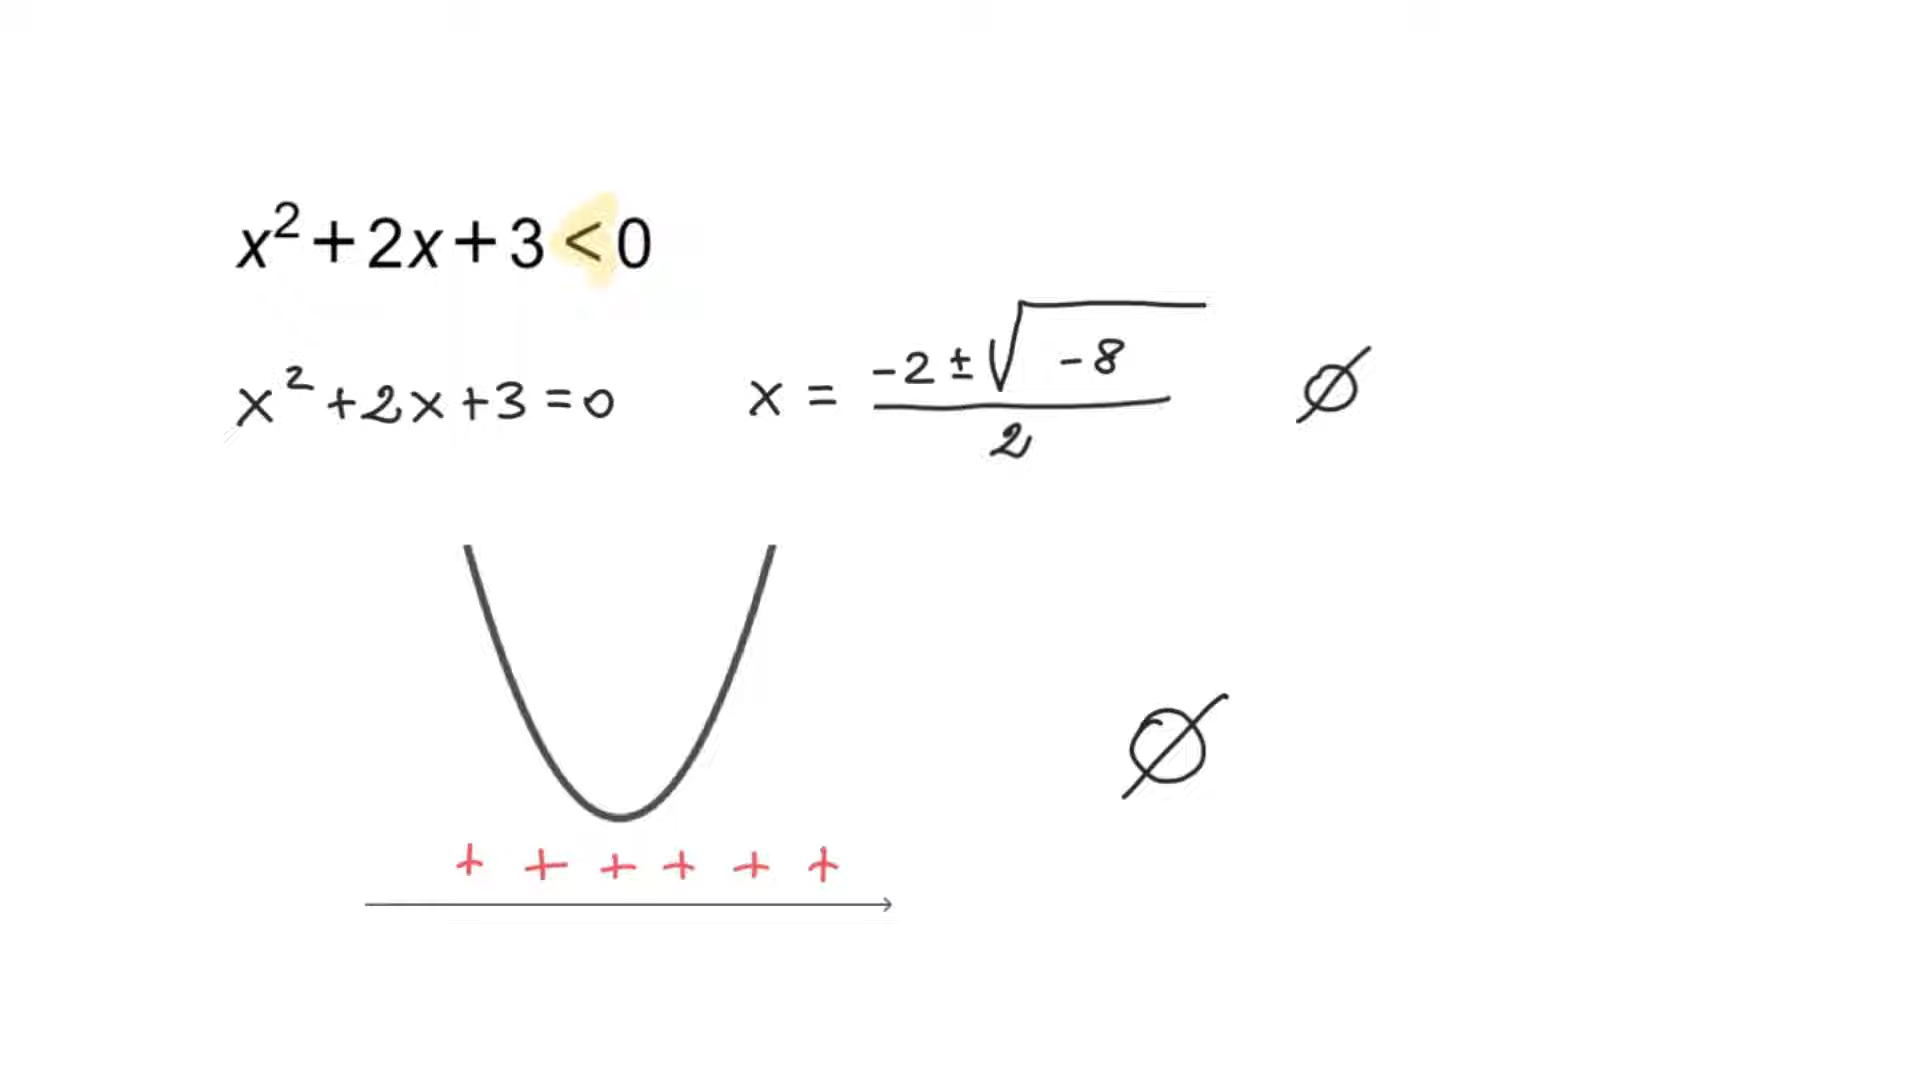 x²+2x+3<0
x²+2x+3=0 x = (-2±√-8)/2 ∅
∅
+ + + + + +